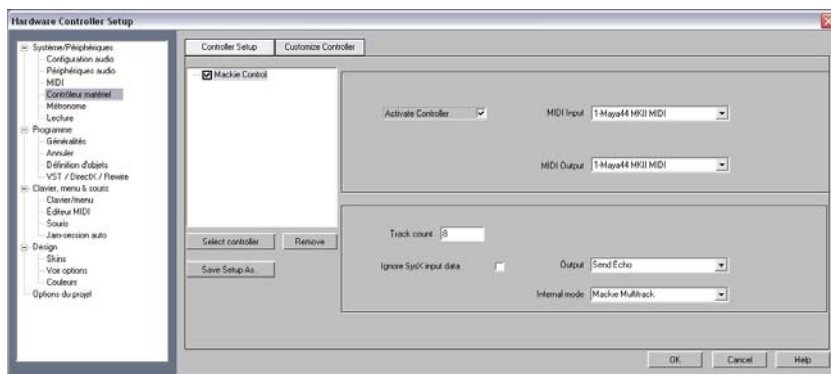 Hardware Controller Setup
Système/Périphériques
Configuration audio
Périphériques audio
MIDI
Contrôleur matériel
Métronome
Lecture
Programme
Généralités
Annuler
Définition d'objets
VST / DirectX / Rewire
Clavier, menu & souris
Clavier/menu
Éditeur MIDI
Souris
Jam-session auto
Design
Skins
Voir options
Couleurs
Options du projet
Controller Setup
Customize Controller
Mackie Control
Select controller
Remove
Save Setup As..
Activate Controller
MIDI Input
1-Maya44 MKII MIDI
MIDI Output
1-Maya44 MKII MIDI
Track count
8
Ignore SysX input data
Output
Send Echo
Internal mode
Mackie Multitrack
OK
Cancel
Help